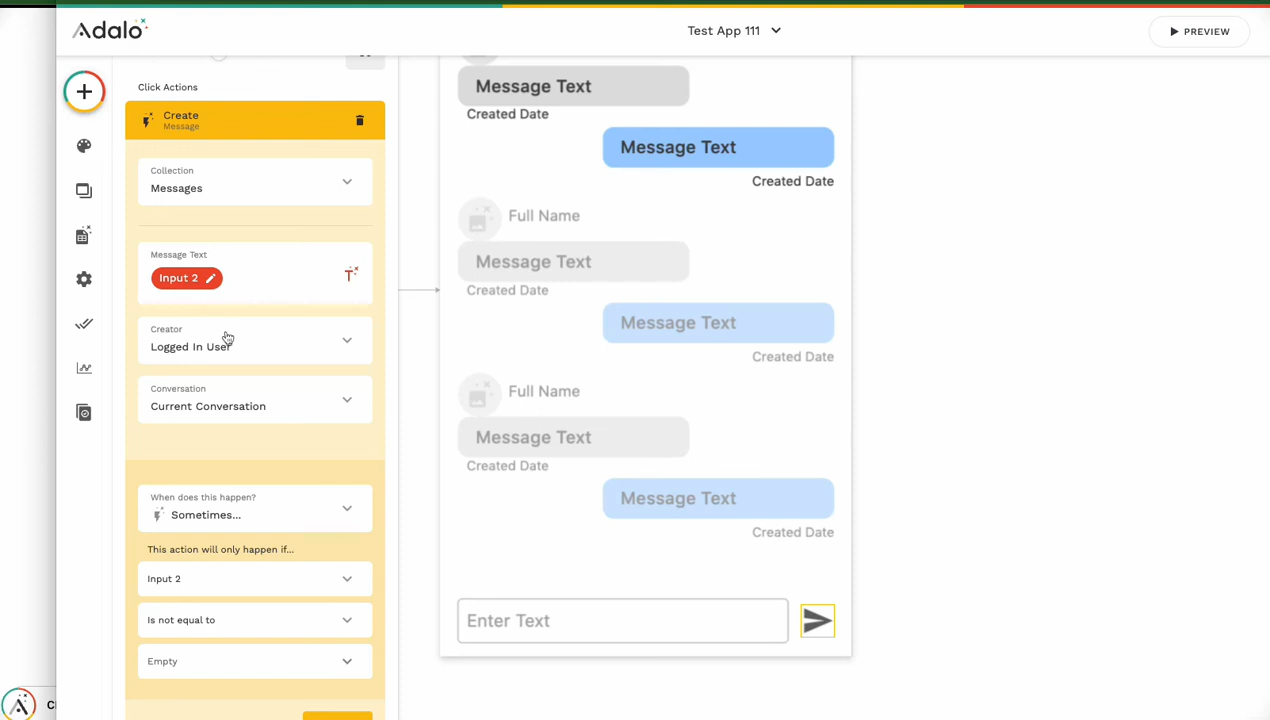 Adalo
Test App 111
PREVIEW
Click Actions
Create
Message
Collection
Messages
Message Text
Input 2
Creator
Logged In User
Conversation
Current Conversation
When does this happen?
Sometimes...
This action will only happen if...
Input 2
Is not equal to
Empty
Message Text
Created Date
Message Text
Created Date
Full Name
Message Text
Created Date
Message Text
Created Date
Full Name
Message Text
Created Date
Message Text
Created Date
Enter Text